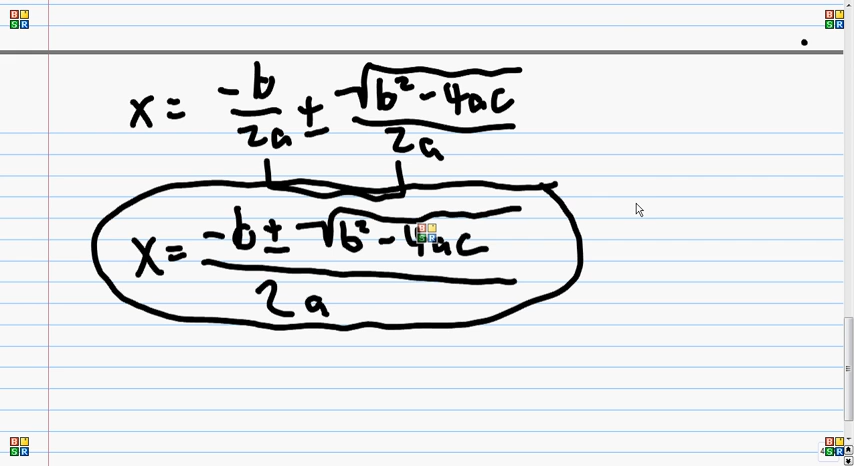 x = -b/2a ± √(b² - 4ac)/2a
x = (-b ± √(b² - 4ac))/2a